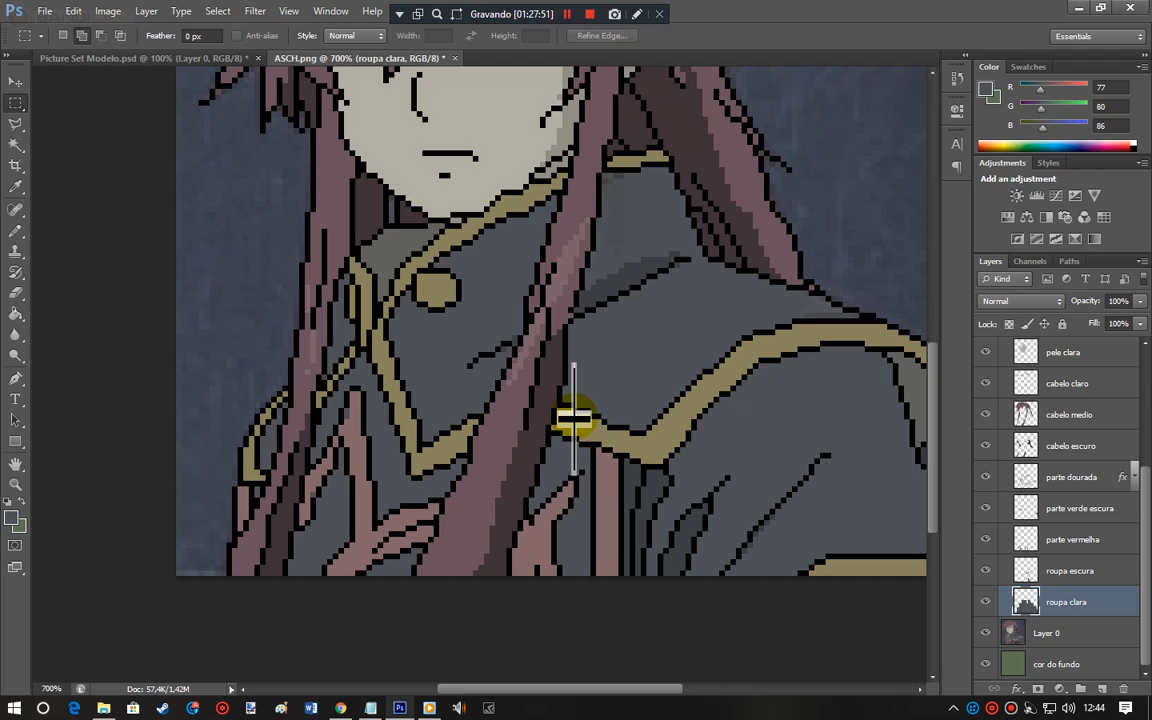 Ps File Edit Image Layer Type Select Filter View Window Help Gravando [01:27:51]
Feather: 0 px Anti-alias Style: Normal Width: Height: Refine Edge... Essentials
Picture Set Modelo.psd @ 100% (Layer 0, RGB/8) * × ASCH.png @ 700% (roupa clara, RGB/8) * ×
Color Swatches
R 77
G 80
B 86
Adjustments Styles
Add an adjustment
Layers Channels Paths
Kind
Normal Opacity: 100%
Lock: Fill: 100%
pele clara
cabelo claro
cabelo medio
cabelo escuro
parte dourada fx
parte verde escura
parte vermelha
roupa escura
roupa clara
Layer 0
cor do fundo
700% Doc: 57,4K/1,42M
12:44